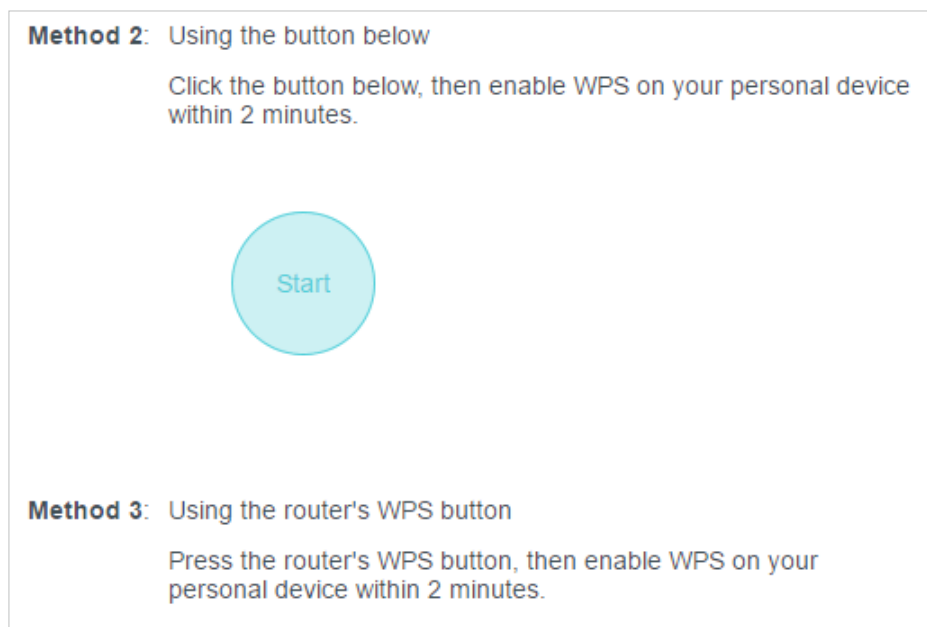 Method 2: Using the button below
Click the button below, then enable WPS on your personal device
within 2 minutes.
Start
Method 3: Using the router's WPS button
Press the router's WPS button, then enable WPS on your
personal device within 2 minutes.